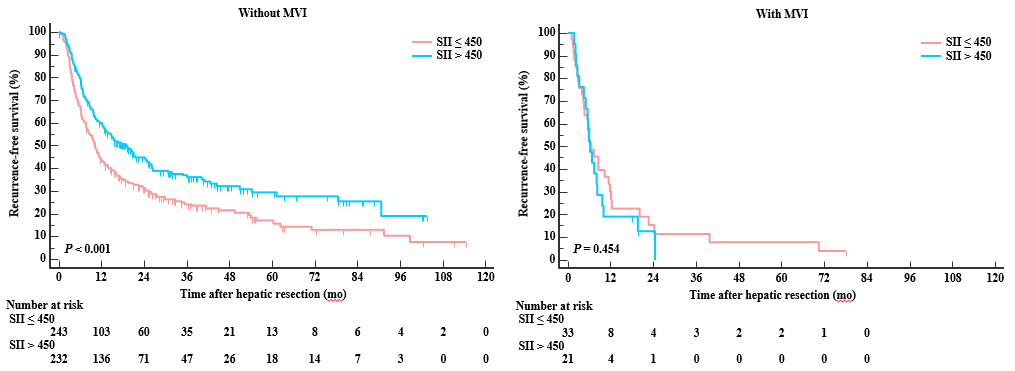 Without MVI
SII ≤ 450
SII > 450
Recurrence-free survival (%)
100
90
80
70
60
50
40
30
20
10
0
P < 0.001
0 12 24 36 48 60 72 84 96 108 120
Time after hepatic resection (mo)
Number at risk
SII ≤ 450
243 103 60 35 21 13 8 6 4 2 0
SII > 450
232 136 71 47 26 18 14 7 3 0 0
With MVI
SII ≤ 450
SII > 450
Recurrence-free survival (%)
100
90
80
70
60
50
40
30
20
10
0
P = 0.454
0 12 24 36 48 60 72 84 96 108 120
Time after hepatic resection (mo)
Number at risk
SII ≤ 450
33 8 4 3 2 2 1 0
SII > 450
21 4 1 0 0 0 0 0